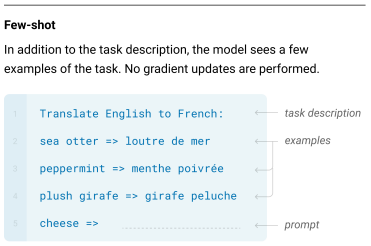 Few-shot
In addition to the task description, the model sees a few
examples of the task. No gradient updates are performed.
1 Translate English to French: task description
2 sea otter => loutre de mer examples
3 peppermint => menthe poivrée
4 plush girafe => girafe peluche
5 cheese => prompt